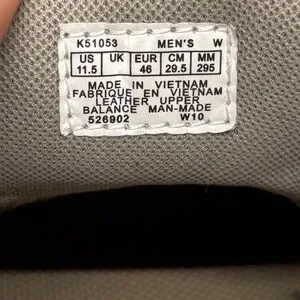 K51053 MEN'S W
US UK EUR CM MM
11.5 46 29.5 295
MADE IN VIETNAM
FABRIQUE EN VIETNAM
LEATHER UPPER
BALANCE MAN-MADE
526902 W10